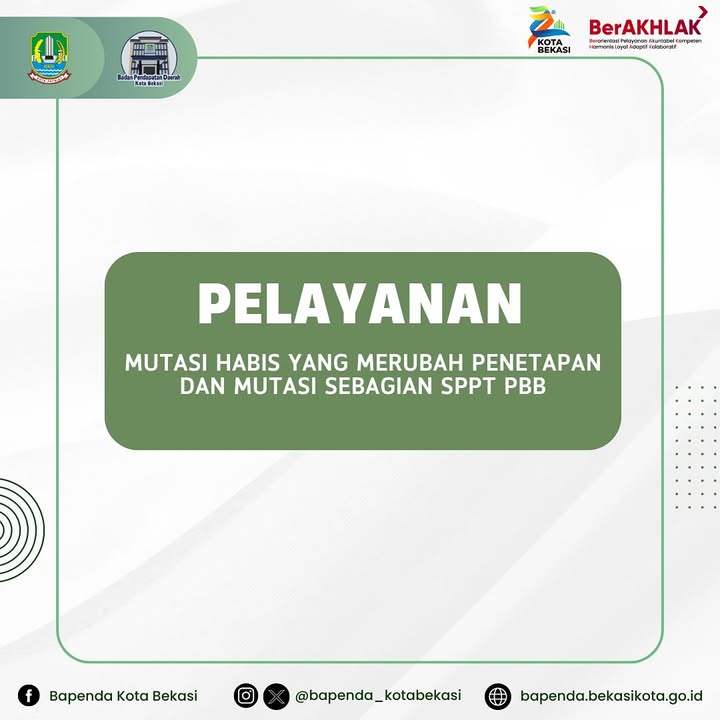 Badan Pendapatan Daerah
Kota Bekasi
KOTA
BEKASI
BerAKHLAK
Berorientasi Pelayanan Akuntabel Kompeten
Harmonis Loyal Adaptif Kolaboratif
PELAYANAN
MUTASI HABIS YANG MERUBAH PENETAPAN
DAN MUTASI SEBAGIAN SPPT PBB
Bapenda Kota Bekasi
@bapenda_kotabekasi
bapenda.bekasikota.go.id